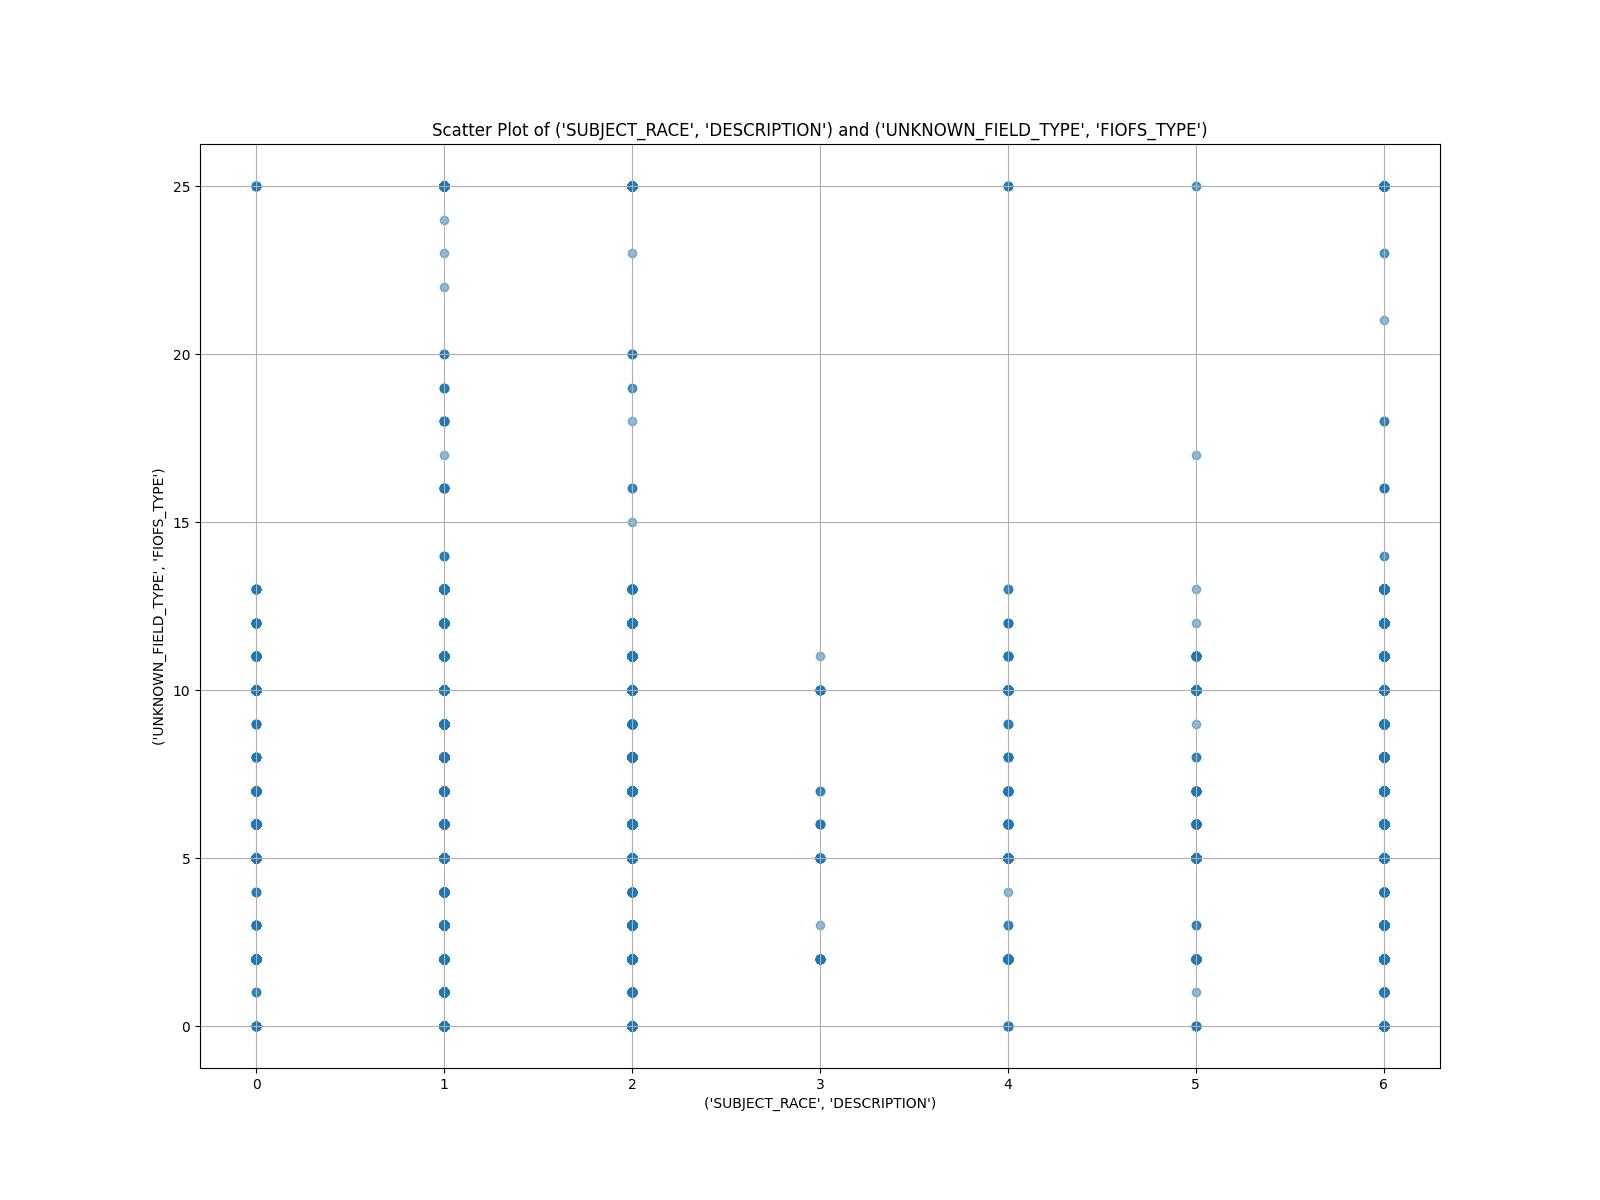 Scatter Plot of ('SUBJECT_RACE', 'DESCRIPTION') and ('UNKNOWN_FIELD_TYPE', 'FIOFS_TYPE')
('UNKNOWN_FIELD_TYPE', 'FIOFS_TYPE')
25
20
15
10
5
0
0 1 2 3 4 5 6
('SUBJECT_RACE', 'DESCRIPTION')